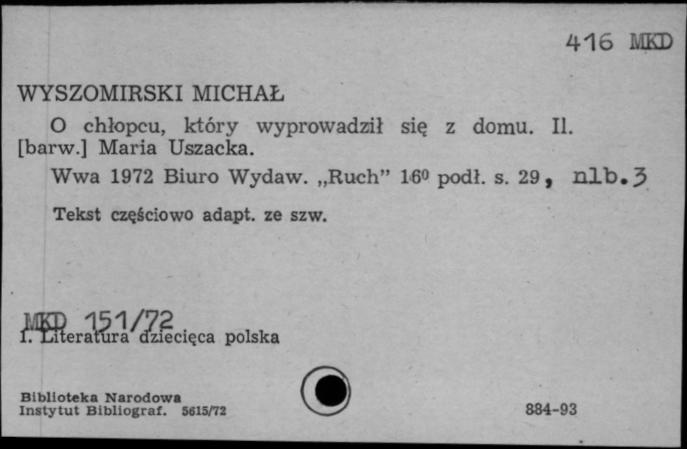 416 MKD
WYSZOMIRSKI MICHAŁ
O chłopcu, który wyprowadził się z domu. Il.
[barw.] Maria Uszacka.
Wwa 1972 Biuro Wydaw. „Ruch” 16⁰ podł. s. 29, nlb.3
Tekst częściowo adapt. ze szw.
MKD 151/72
1. Literatura dziecięca polska
Biblioteka Narodowa
Instytut Bibliograf. 5615/72
884-93